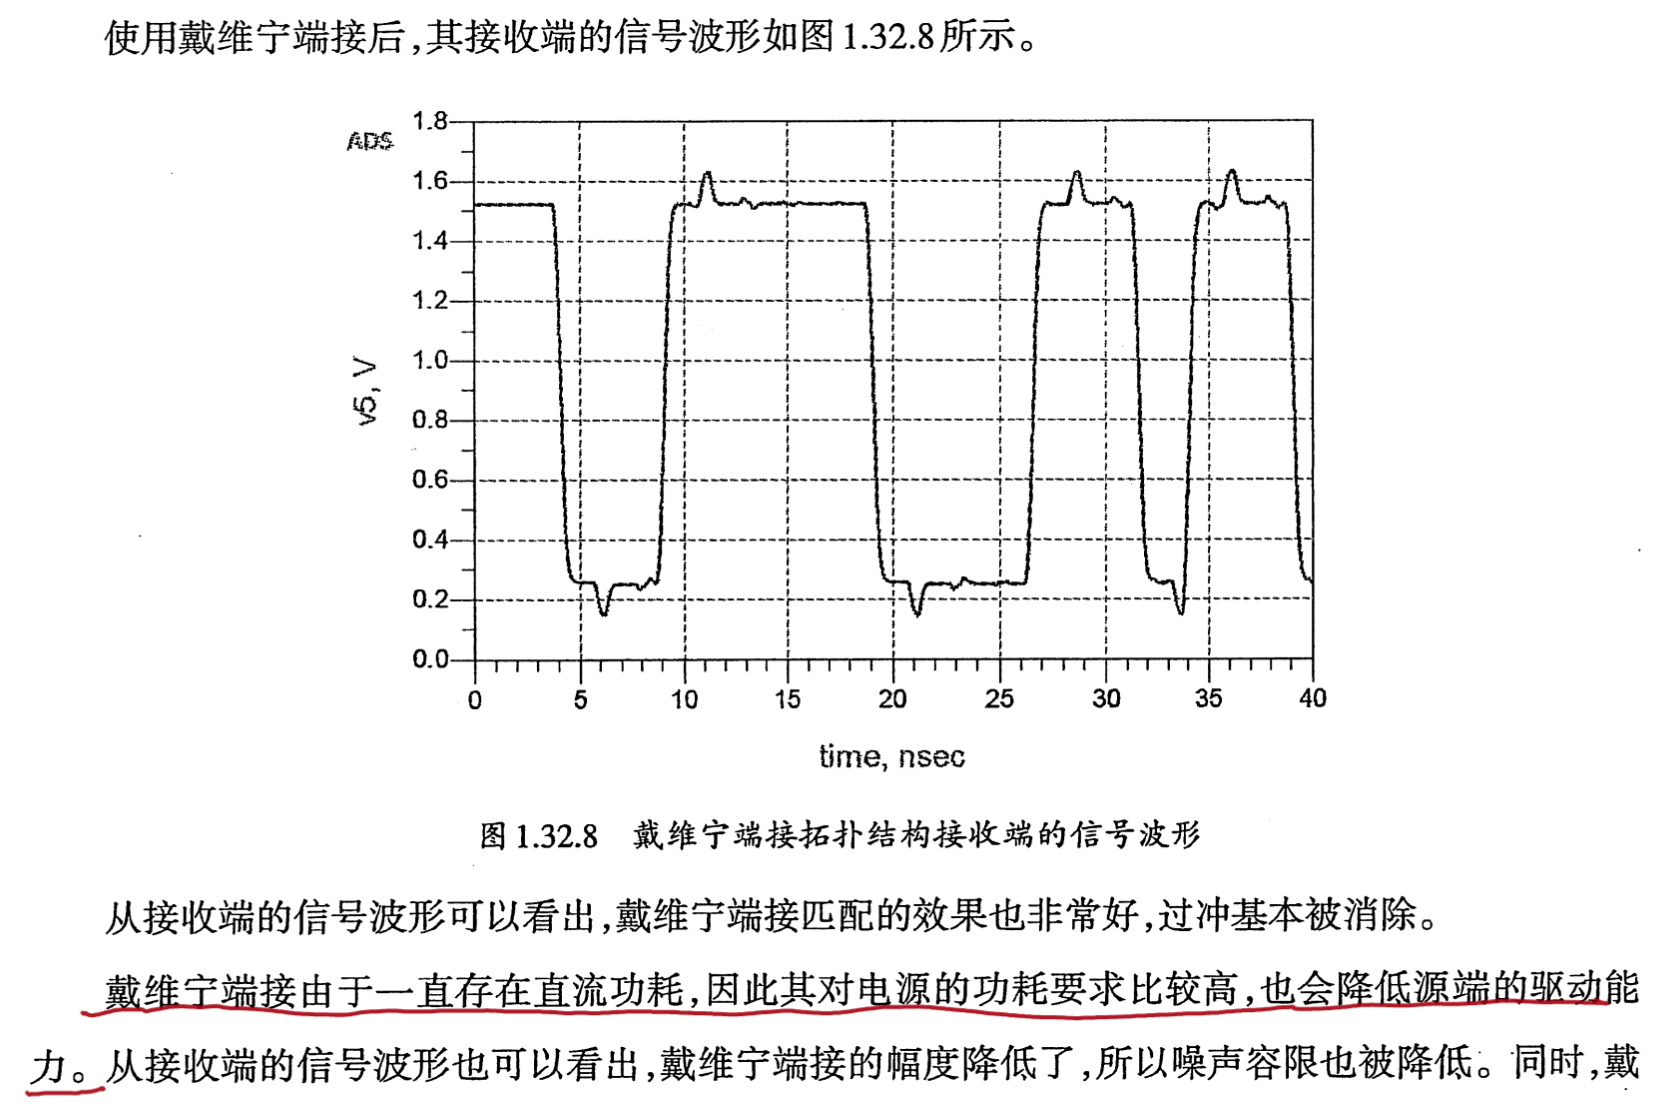 使用戴维宁端接后,其接收端的信号波形如图1.32.8所示。
ADS
1.8
1.6
1.4
1.2
1.0
0.8
0.6
0.4
0.2
0.0
v5, V
0 5 10 15 20 25 30 35 40
time, nsec
图1.32.8 戴维宁端接拓扑结构接收端的信号波形
从接收端的信号波形可以看出,戴维宁端接匹配的效果也非常好,过冲基本被消除。
戴维宁端接由于一直存在直流功耗,因此其对电源的功耗要求比较高,也会降低源端的驱动能
力。从接收端的信号波形也可以看出,戴维宁端接的幅度降低了,所以噪声容限也被降低。同时,戴